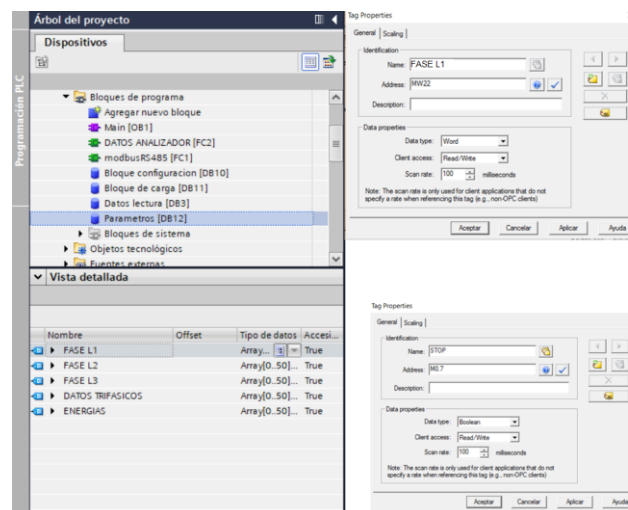 Árbol del proyecto
Dispositivos
Programación PLC
Bloques de programa
Agregar nuevo bloque
Main [OB1]
DATOS ANALIZADOR [FC2]
modbusRS485 [FC1]
Bloque configuracion [DB10]
Bloque de carga [DB11]
Datos lectura [DB3]
Parametros [DB12]
Bloques de sistema
Objetos tecnológicos
Fuentes externas
Vista detallada
Nombre Offset Tipo de datos Accesi...
FASE L1 Array... True
FASE L2 Array[0..50]... True
FASE L3 Array[0..50]... True
DATOS TRIFASICOS Array[0..50]... True
ENERGIAS Array[0..50]... True
Tag Properties
General Scaling
Identification
Name: FASE L1
Address: MW22
Description:
Data properties
Data type: Word
Client access: Read/Write
Scan rate: 100 milliseconds
Note: The scan rate is only used for client applications that do not
specify a rate when referencing this tag (e.g., non-OPC clients)
Aceptar Cancelar Aplicar Ayuda
Tag Properties
General Scaling
Identification
Name: STOP
Address: M0.7
Description:
Data properties
Data type: Boolean
Client access: Read/Write
Scan rate: 100 milliseconds
Note: The scan rate is only used for client applications that do not
specify a rate when referencing this tag (e.g., non-OPC clients)
Aceptar Cancelar Aplicar Ayuda